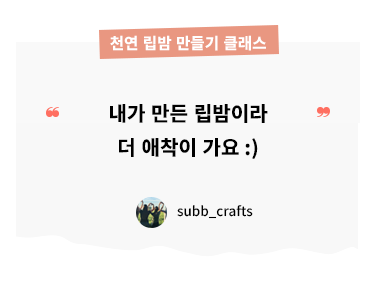 천연 립밤 만들기 클래스
❝ ❞
내가 만든 립밤이라
더 애착이 가요 :)
subb_crafts